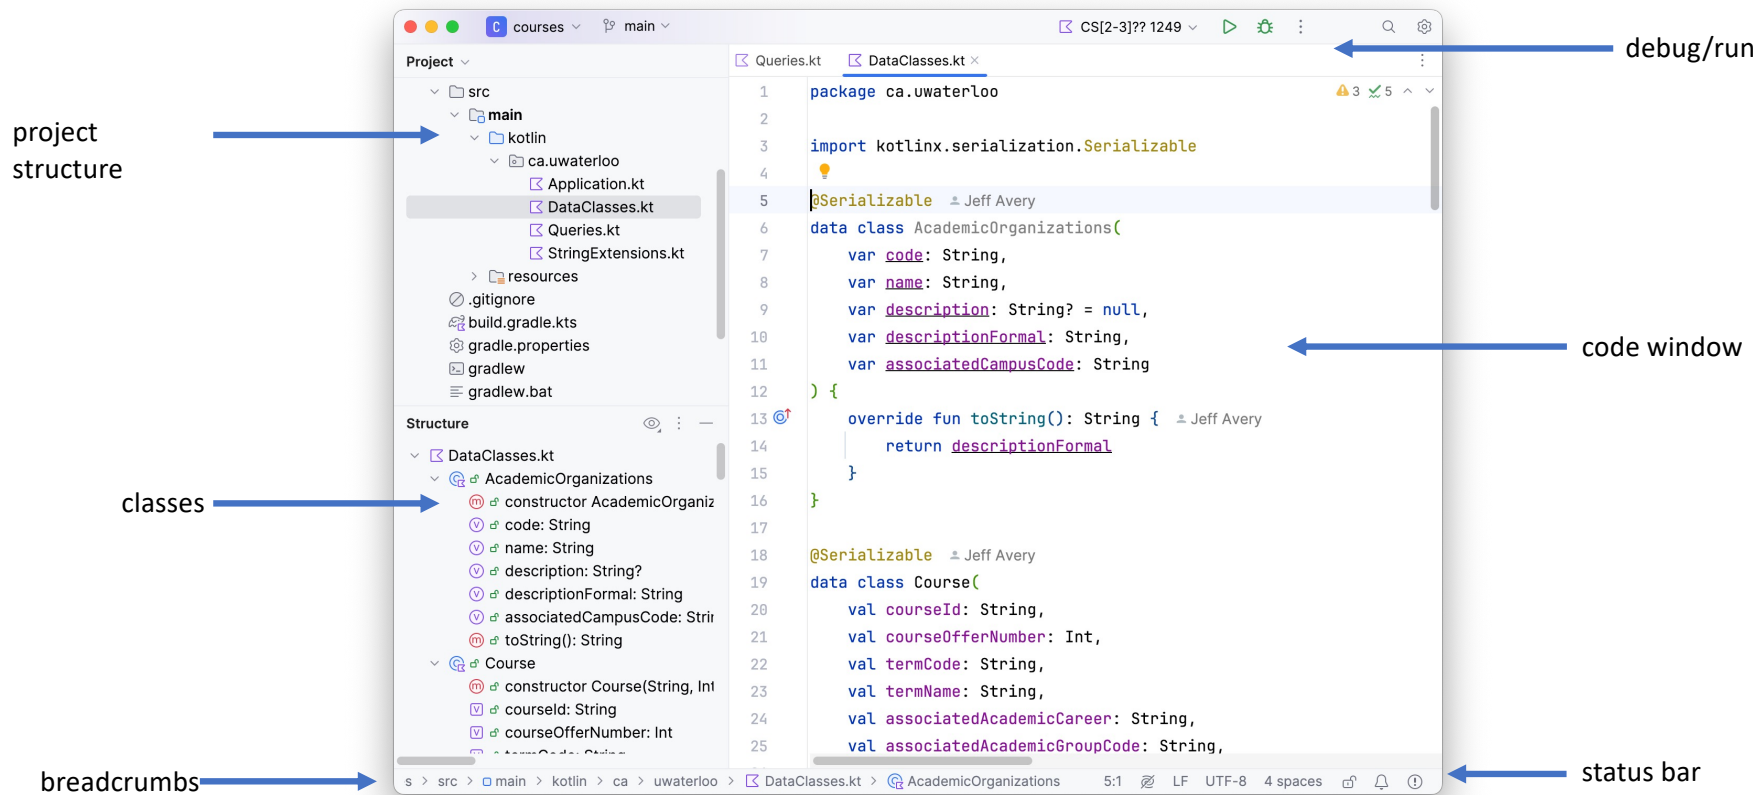 C courses main CS[2-3]?? 1249
debug/run
Project
Queries.kt DataClasses.kt
src
main
kotlin
ca.uwaterloo
Application.kt
DataClasses.kt
Queries.kt
StringExtensions.kt
resources
.gitignore
build.gradle.kts
gradle.properties
gradlew
gradlew.bat
project
structure
Structure
DataClasses.kt
AcademicOrganizations
constructor AcademicOrganiz
code: String
name: String
description: String?
descriptionFormal: String
associatedCampusCode: Strin
toString(): String
Course
constructor Course(String, Int
courseId: String
courseOfferNumber: Int
termCode: String
classes
1 package ca.uwaterloo
3 5
2
3 import kotlinx.serialization.Serializable
4
5 @Serializable Jeff Avery
6 data class AcademicOrganizations(
7 var code: String,
8 var name: String,
9 var description: String? = null,
10 var descriptionFormal: String,
11 var associatedCampusCode: String
12 ) {
13 override fun toString(): String { Jeff Avery
14 return descriptionFormal
15 }
16 }
17
18 @Serializable Jeff Avery
19 data class Course(
20 val courseId: String,
21 val courseOfferNumber: Int,
22 val termCode: String,
23 val termName: String,
24 val associatedAcademicCareer: String,
25 val associatedAcademicGroupCode: String,
code window
breadcrumbs
s > src > main > kotlin > ca > uwaterloo > DataClasses.kt > AcademicOrganizations 5:1 LF UTF-8 4 spaces
status bar